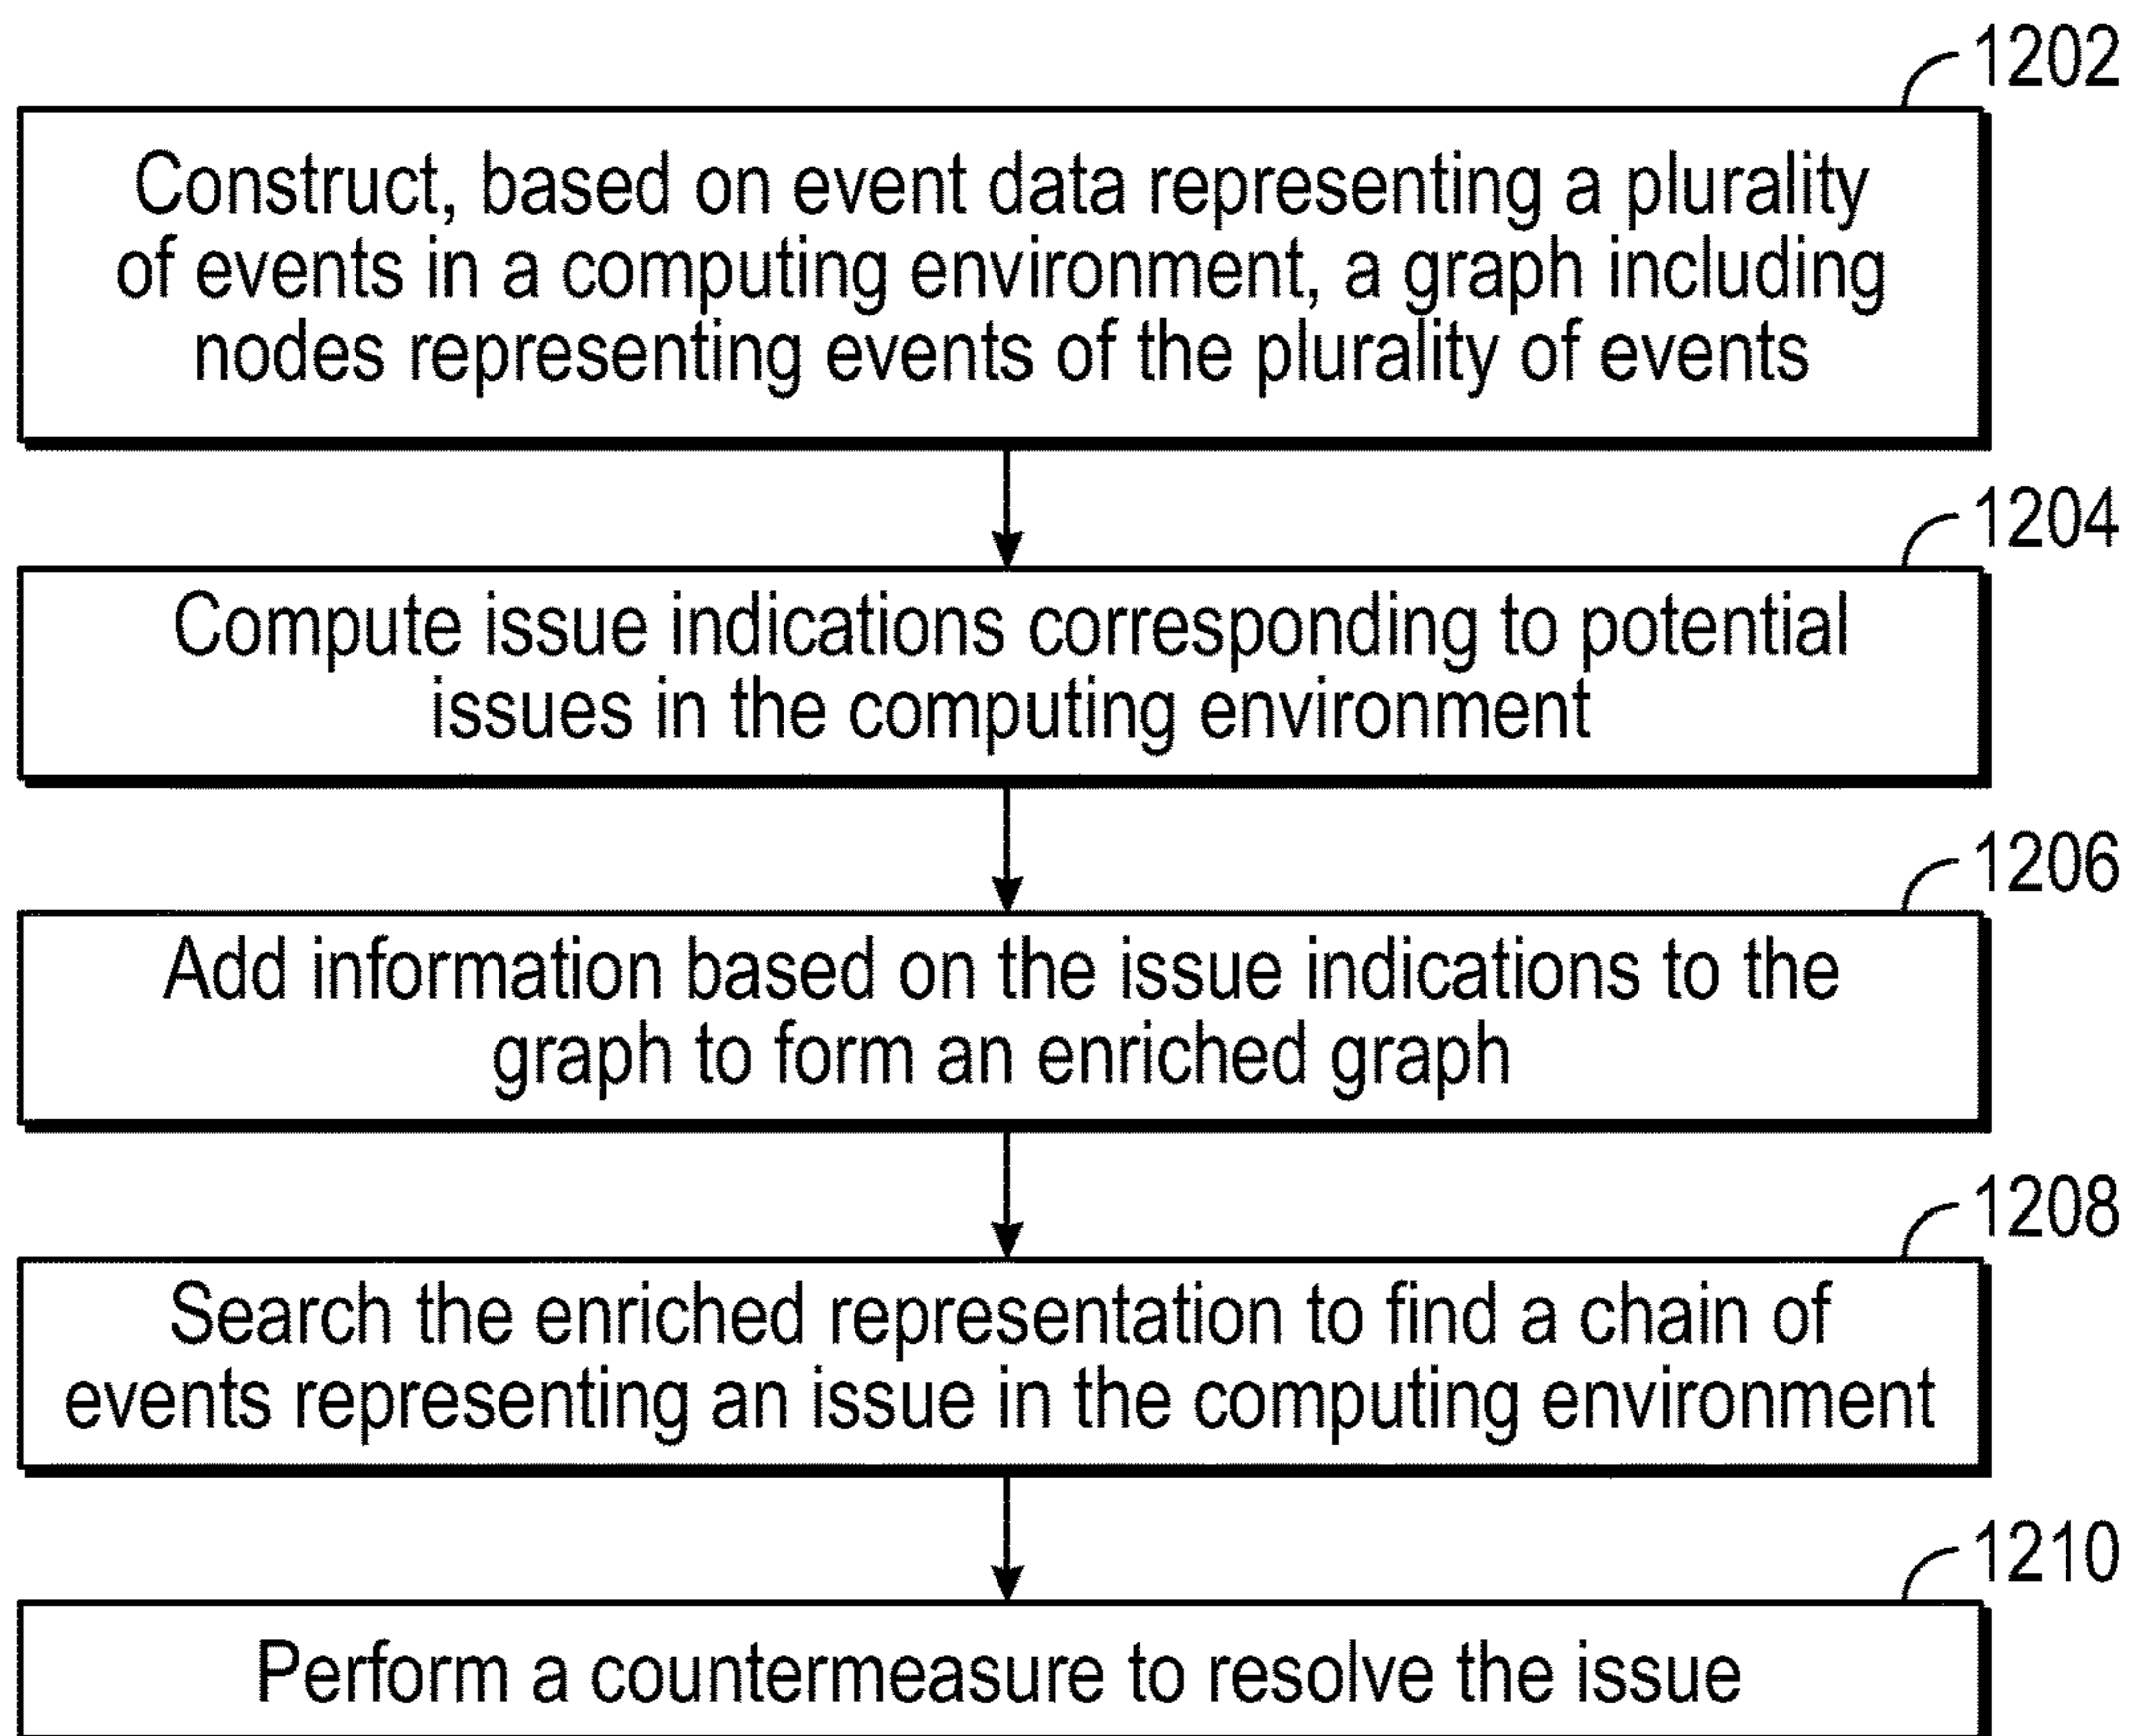 1202
Construct, based on event data representing a plurality
of events in a computing environment, a graph including
nodes representing events of the plurality of events
1204
Compute issue indications corresponding to potential
issues in the computing environment
1206
Add information based on the issue indications to the
graph to form an enriched graph
1208
Search the enriched representation to find a chain of
events representing an issue in the computing environment
1210
Perform a countermeasure to resolve the issue